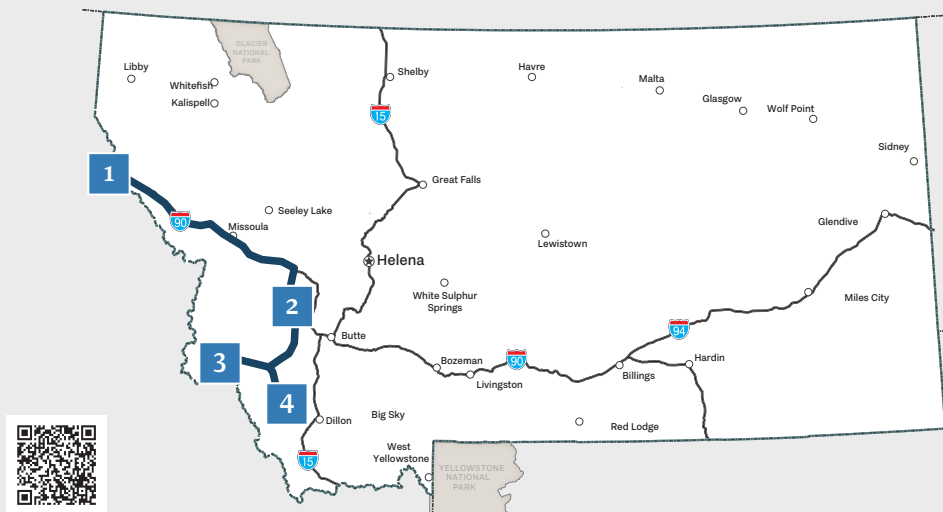 GLACIER
NATIONAL
PARK
Libby
Whitefish
Kalispell
Shelby
Havre
Malta
Glasgow
Wolf Point
Sidney
15
1
Great Falls
90
Seeley Lake
Missoula
Lewistown
Glendive
Helena
White Sulphur
Springs
Miles City
2
Butte
94
3
Bozeman
90
Livingston
Billings
Hardin
4
Dillon
Big Sky
Red Lodge
West
Yellowstone
15
YELLOWSTONE
NATIONAL
PARK